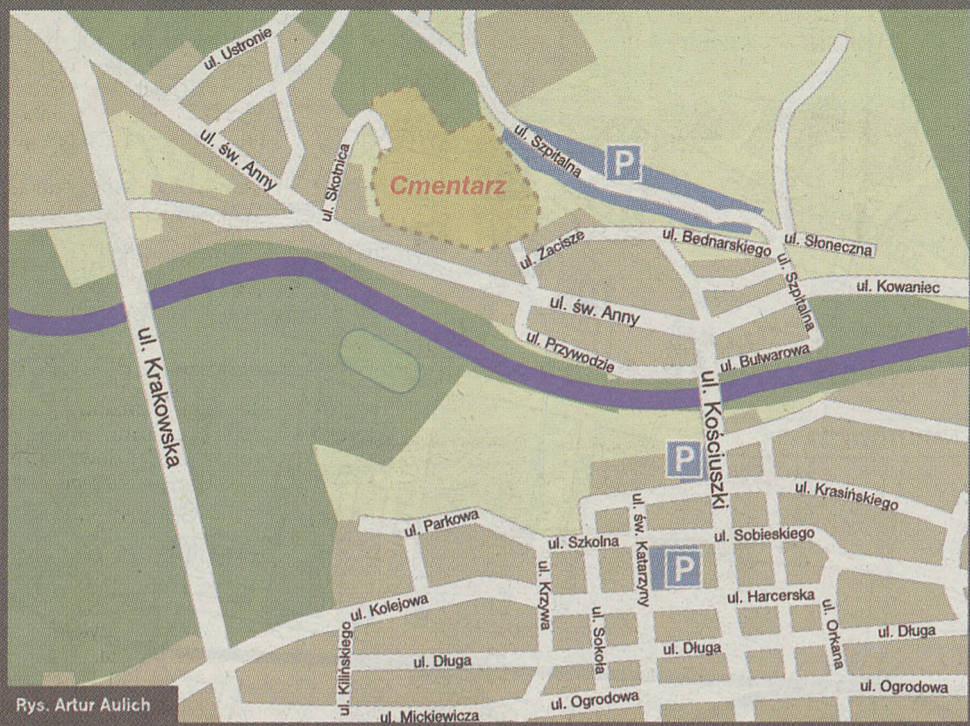 ul. Ustronie
ul. św. Anny
ul. Skotnica
Cmentarz
ul. Szpitalna
P
ul. Zacisze
ul. Bednarskiego
ul. Słoneczna
ul. Szpitalna
ul. Kowaniec
ul. św. Anny
ul. Przywodzie
ul. Bulwarowa
ul. Krakowska
ul. Kościuszki
P
ul. Krasińskiego
ul. Parkowa
ul. Szkolna
ul. św. Katarzyny
ul. Sobieskiego
P
ul. Krzywa
ul. Kolejowa
ul. Harcerska
ul. Sokoła
ul. Orkana
ul. Kilińskiego
ul. Długa
ul. Długa
ul. Długa
ul. Ogrodowa
ul. Ogrodowa
ul. Mickiewicza
Rys. Artur Aulich